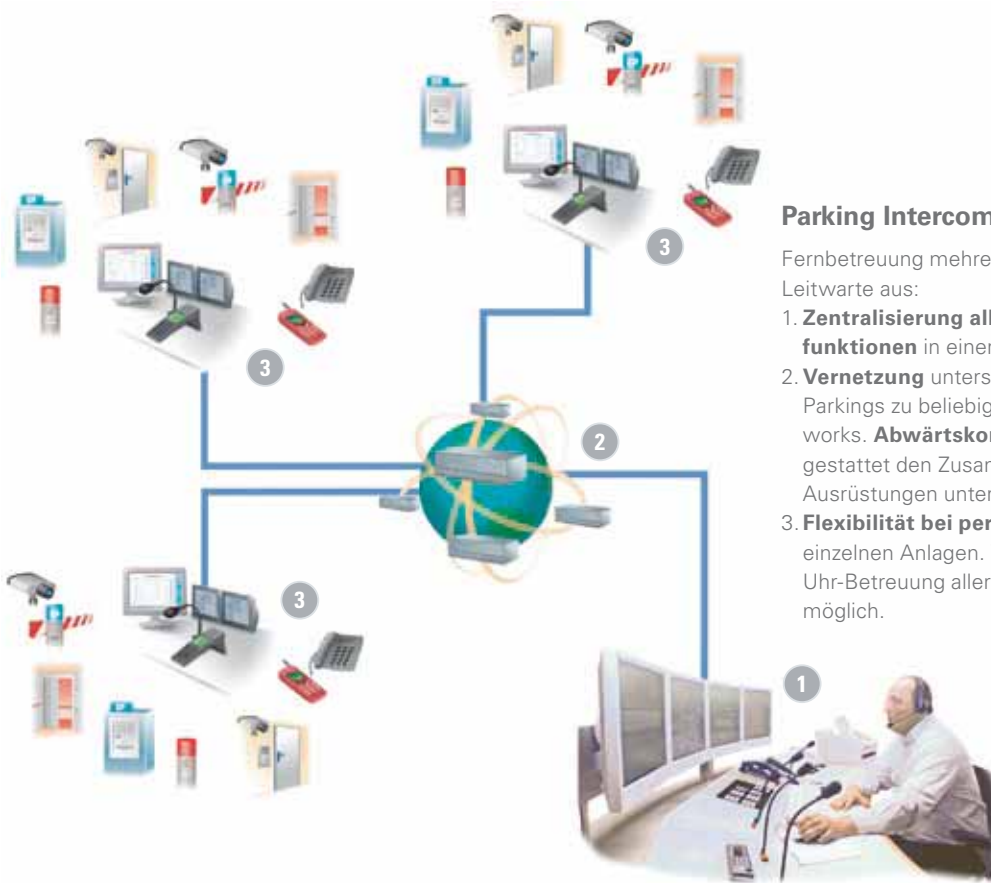 3
3
2
3
1
Parking Intercom
Fernbetreuung mehre
Leitwarte aus:
1. Zentralisierung all
funktionen in einer
2. Vernetzung unters
Parkings zu beliebig
works. Abwärtskor
gestattet den Zusar
Ausrüstungen unter
3. Flexibilität bei per
einzelnen Anlagen.
Uhr-Betreuung aller
möglich.